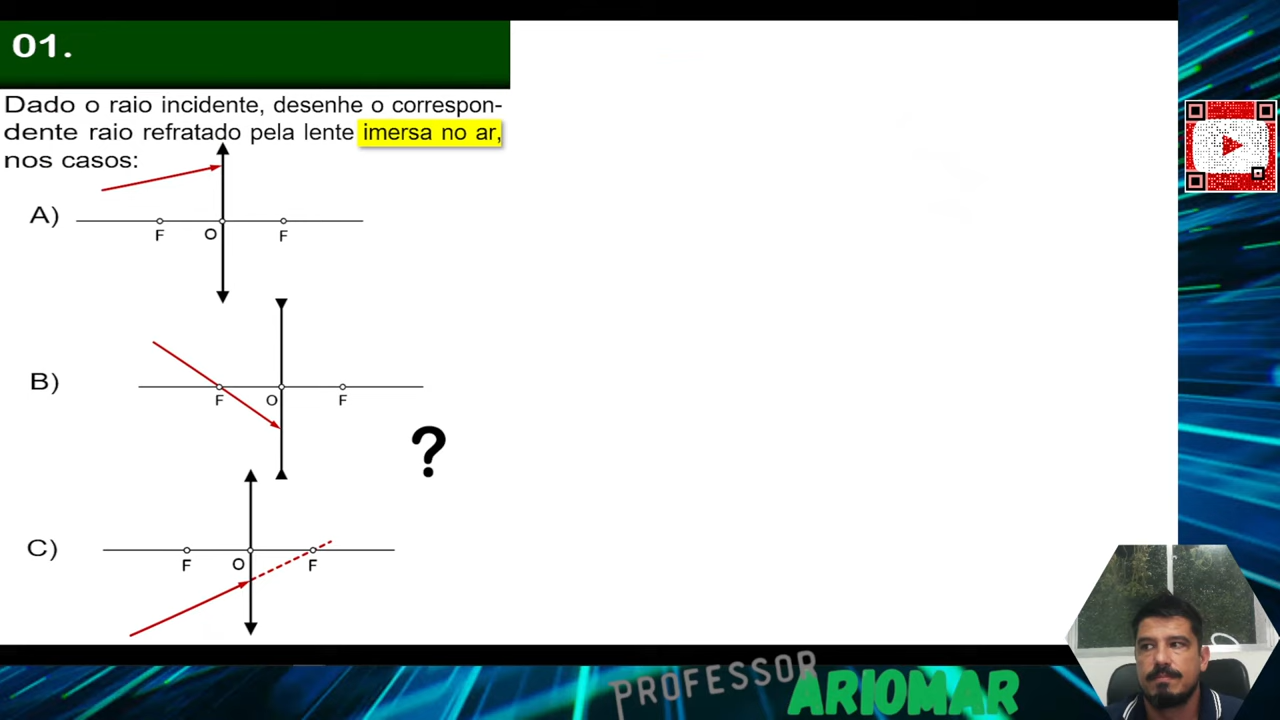 01.
Dado o raio incidente, desenhe o correspon-
dente raio refratado pela lente imersa no ar,
nos casos:
A)
F O F
B)
F O F
?
C)
F O F
PROFESSOR
ARIOMAR